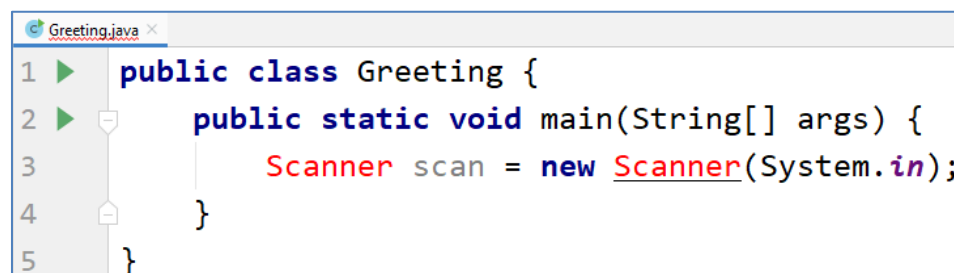 Greeting.java
1 public class Greeting {
2 public static void main(String[] args) {
3 Scanner scan = new Scanner(System.in);
4 }
5 }